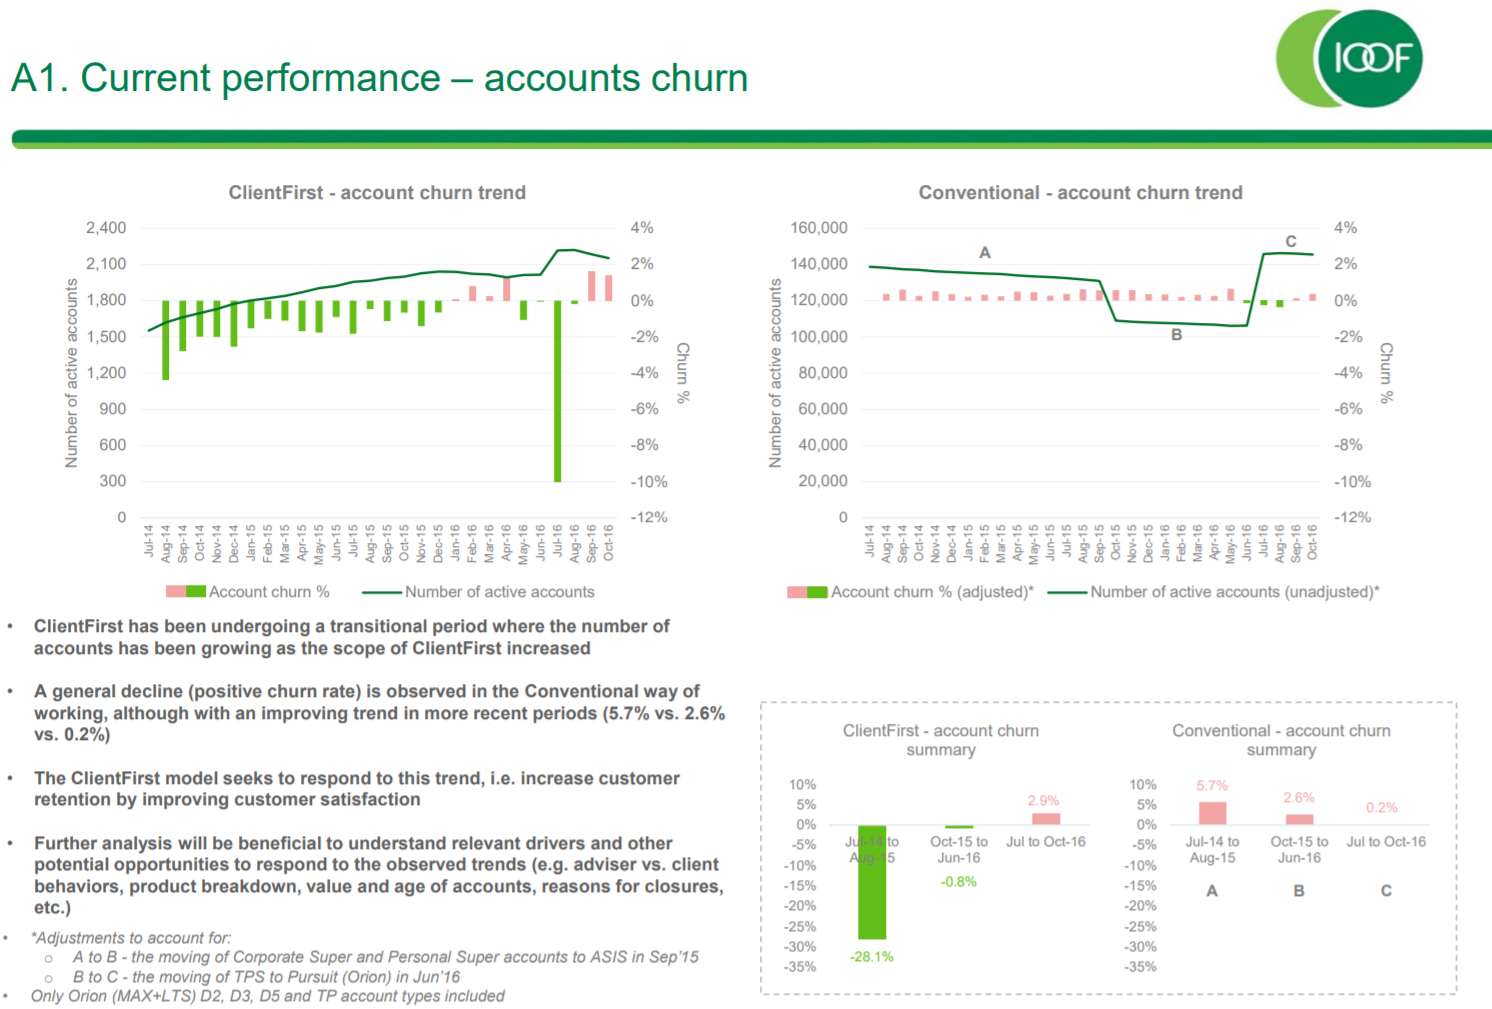 IOOF
A1. Current performance – accounts churn
ClientFirst - account churn trend
2,400
2,100
1,800
1,500
1,200
900
600
300
0
Number of active accounts
4%
2%
0%
-2%
-4%
-6%
-8%
-10%
-12%
Churn %
Jul-14
Aug-14
Sep-14
Oct-14
Nov-14
Dec-14
Jan-15
Feb-15
Mar-15
Apr-15
May-15
Jun-15
Jul-15
Aug-15
Sep-15
Oct-15
Nov-15
Dec-15
Jan-16
Feb-16
Mar-16
Apr-16
May-16
Jun-16
Jul-16
Aug-16
Sep-16
Oct-16
Account churn %
Number of active accounts
Conventional - account churn trend
160,000
140,000
120,000
100,000
80,000
60,000
40,000
20,000
0
Number of active accounts
A
B
C
4%
2%
0%
-2%
-4%
-6%
-8%
-10%
-12%
Churn %
Jul-14
Aug-14
Sep-14
Oct-14
Nov-14
Dec-14
Jan-15
Feb-15
Mar-15
Apr-15
May-15
Jun-15
Jul-15
Aug-15
Sep-15
Oct-15
Nov-15
Dec-15
Jan-16
Feb-16
Mar-16
Apr-16
May-16
Jun-16
Jul-16
Aug-16
Sep-16
Oct-16
Account churn % (adjusted)*
Number of active accounts (unadjusted)*
• ClientFirst has been undergoing a transitional period where the number of
accounts has been growing as the scope of ClientFirst increased
• A general decline (positive churn rate) is observed in the Conventional way of
working, although with an improving trend in more recent periods (5.7% vs. 2.6%
vs. 0.2%)
• The ClientFirst model seeks to respond to this trend, i.e. increase customer
retention by improving customer satisfaction
• Further analysis will be beneficial to understand relevant drivers and other
potential opportunities to respond to the observed trends (e.g. adviser vs. client
behaviors, product breakdown, value and age of accounts, reasons for closures,
etc.)
• *Adjustments to account for:
○ A to B - the moving of Corporate Super and Personal Super accounts to ASIS in Sep'15
○ B to C - the moving of TPS to Pursuit (Orion) in Jun'16
• Only Orion (MAX+LTS) D2, D3, D5 and TP account types included
ClientFirst - account churn
summary
10%
5%
0%
-5%
-10%
-15%
-20%
-25%
-30%
-35%
2.9%
Jul-14 to
Aug-15
Oct-15 to
Jun-16
Jul to Oct-16
-0.8%
-28.1%
Conventional - account churn
summary
10%
5%
0%
-5%
-10%
-15%
-20%
-25%
-30%
-35%
5.7%
2.6%
0.2%
Jul-14 to
Aug-15
Oct-15 to
Jun-16
Jul to Oct-16
A
B
C